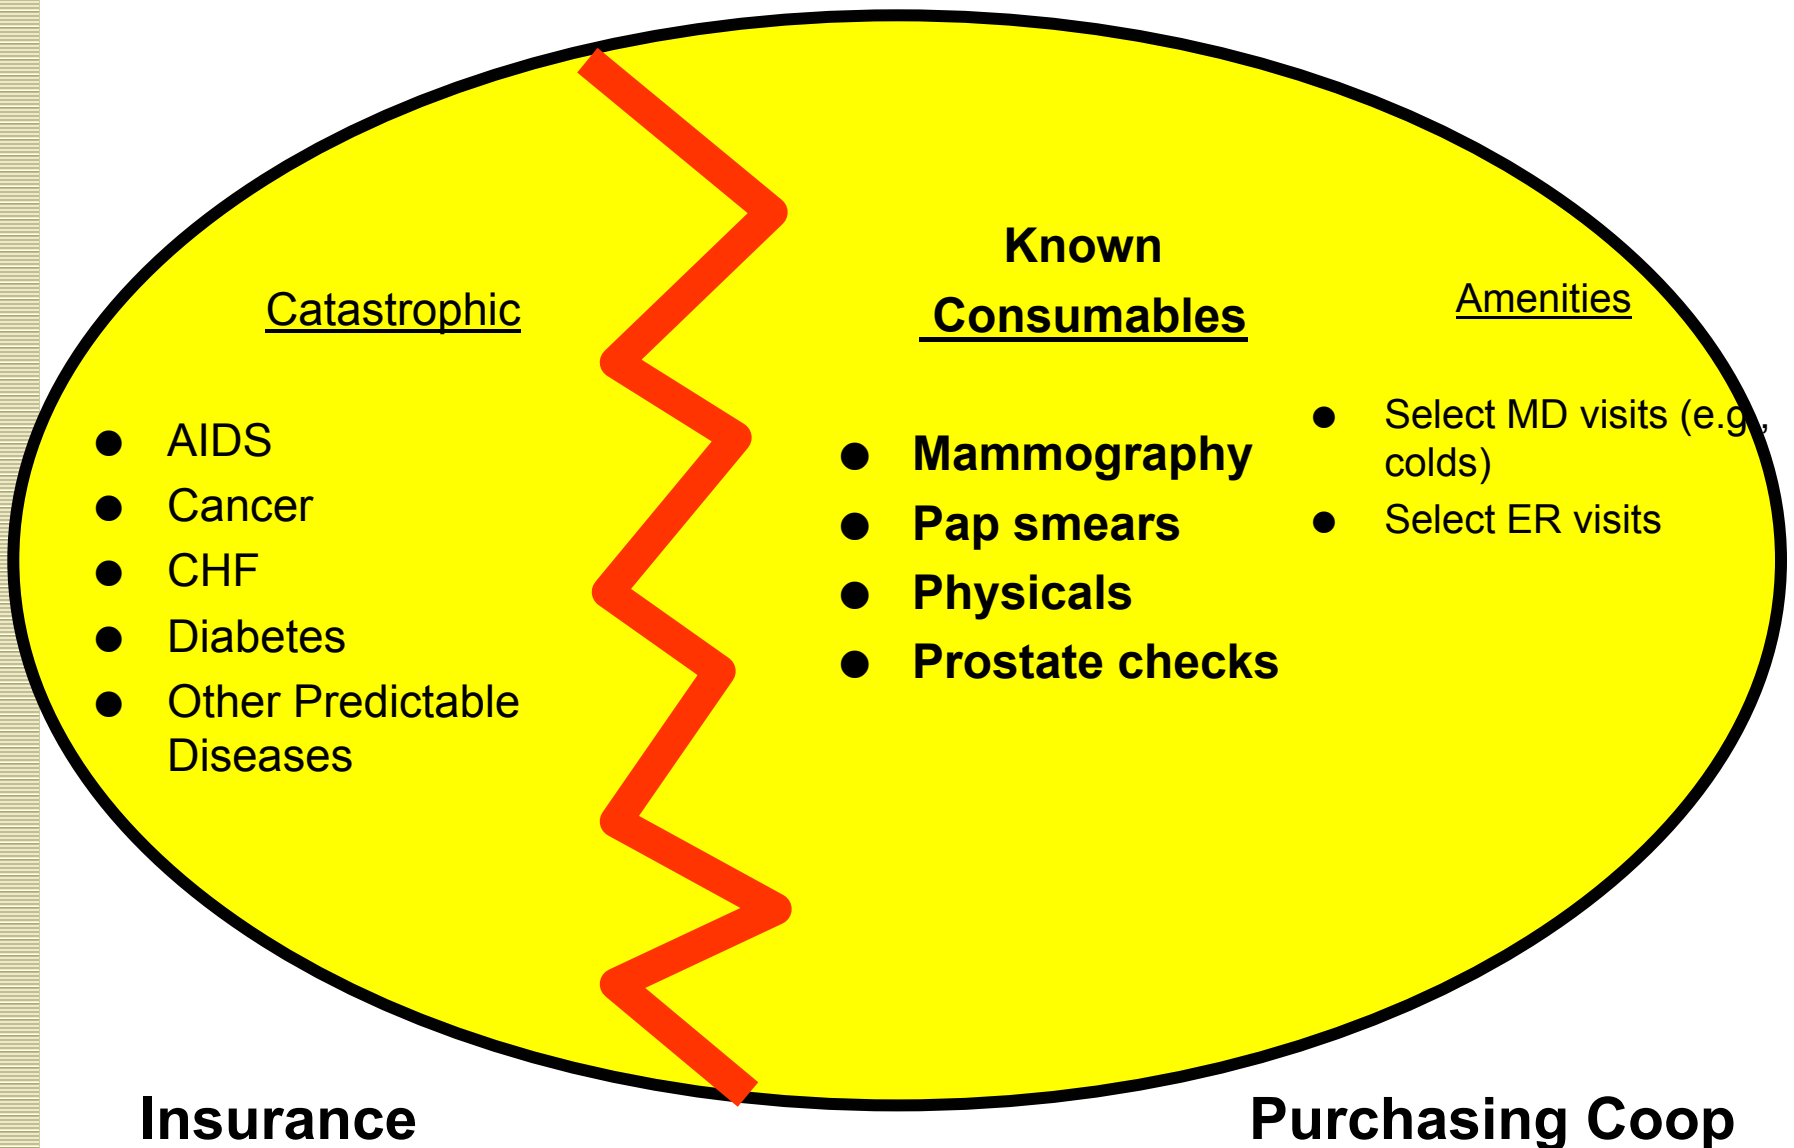 Catastrophic
● AIDS
● Cancer
● CHF
● Diabetes
● Other Predictable
Diseases
Known
Consumables
● Mammography
● Pap smears
● Physicals
● Prostate checks
Amenities
● Select MD visits (e.g.,
colds)
● Select ER visits
Insurance
Purchasing Coop